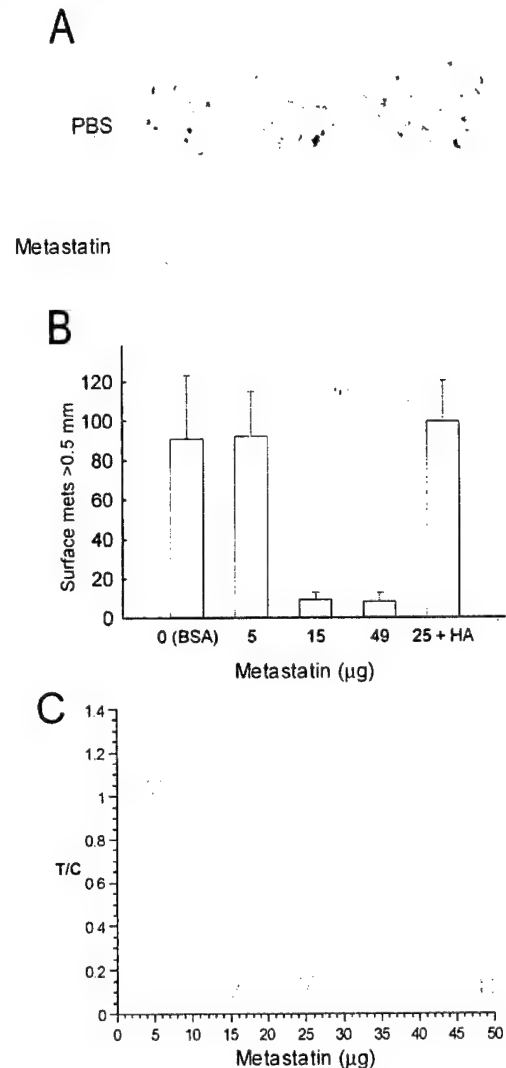 A
PBS
Metastatin
B
Surface mets >0.5 mm
120
100
80
60
40
20
0
0 (BSA) 5 15 49 25 + HA
Metastatin (µg)
C
T/C
1.4
1.2
1
0.8
0.6
0.4
0.2
0
0 5 10 15 20 25 30 35 40 45 50
Metastatin (µg)